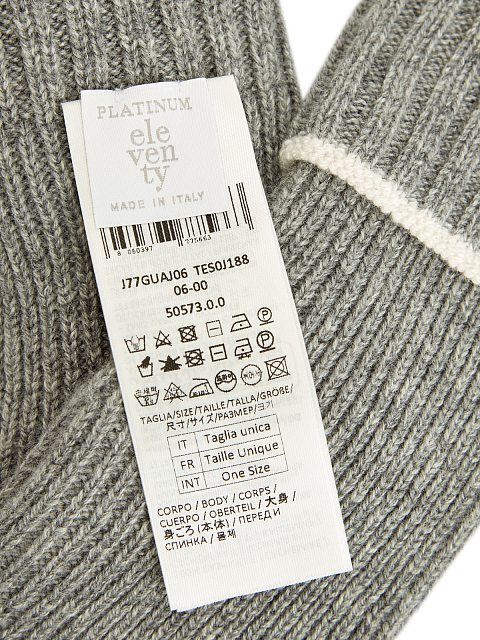 PLATINUM
ele
ven
ty
MADE IN ITALY
8 050397 775663
J77GUAJ06 TES0J188
06-00
50573.0.0
TAGLIA/SIZE/TAILLE/TALLA/GRÖßE/
尺寸/サイズ/РАЗМЕР/크기
IT Taglia unica
FR Taille Unique
INT One Size
CORPO / BODY / CORPS /
CUERPO / OBERTEIL / 大身/
身ごろ (本体) / ПЕРЕД И
СПИНКА / 몸체